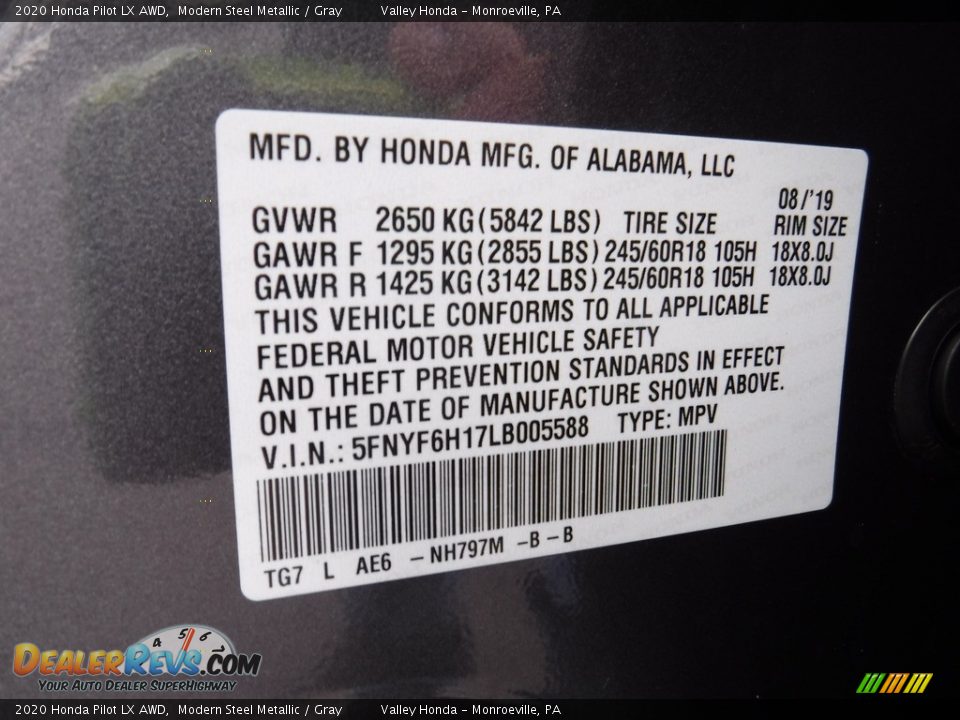 2020 Honda Pilot LX AWD, Modern Steel Metallic / Gray Valley Honda - Monroeville, PA
MFD. BY HONDA MFG. OF ALABAMA, LLC
08/'19
GVWR 2650 KG(5842 LBS) TIRE SIZE RIM SIZE
GAWR F 1295 KG(2855 LBS) 245/60R18 105H 18X8.0J
GAWR R 1425 KG(3142 LBS) 245/60R18 105H 18X8.0J
THIS VEHICLE CONFORMS TO ALL APPLICABLE
FEDERAL MOTOR VEHICLE SAFETY
AND THEFT PREVENTION STANDARDS IN EFFECT
ON THE DATE OF MANUFACTURE SHOWN ABOVE.
V.I.N.: 5FNYF6H17LB005588 TYPE: MPV
TG7 L AE6 -NH797M -B-B
4 5 6 7
DEALERREVS.COM
YOUR AUTO DEALER SUPERHIGHWAY
2020 Honda Pilot LX AWD, Modern Steel Metallic / Gray Valley Honda - Monroeville, PA